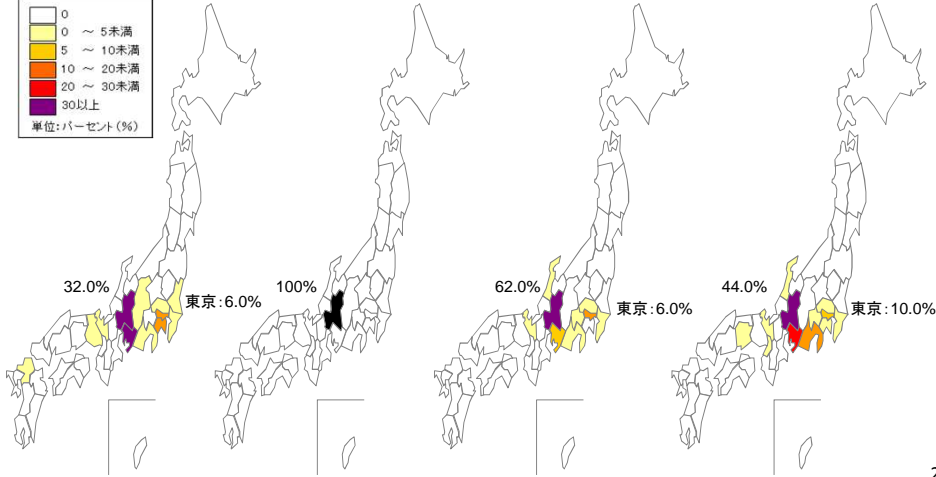 0
0 ～ 5未満
5 ～ 10未満
10 ～ 20未満
20 ～ 30未満
30以上
単位：パーセント（％）
32.0%
東京：6.0%
100%
62.0%
東京：6.0%
44.0%
東京：10.0%